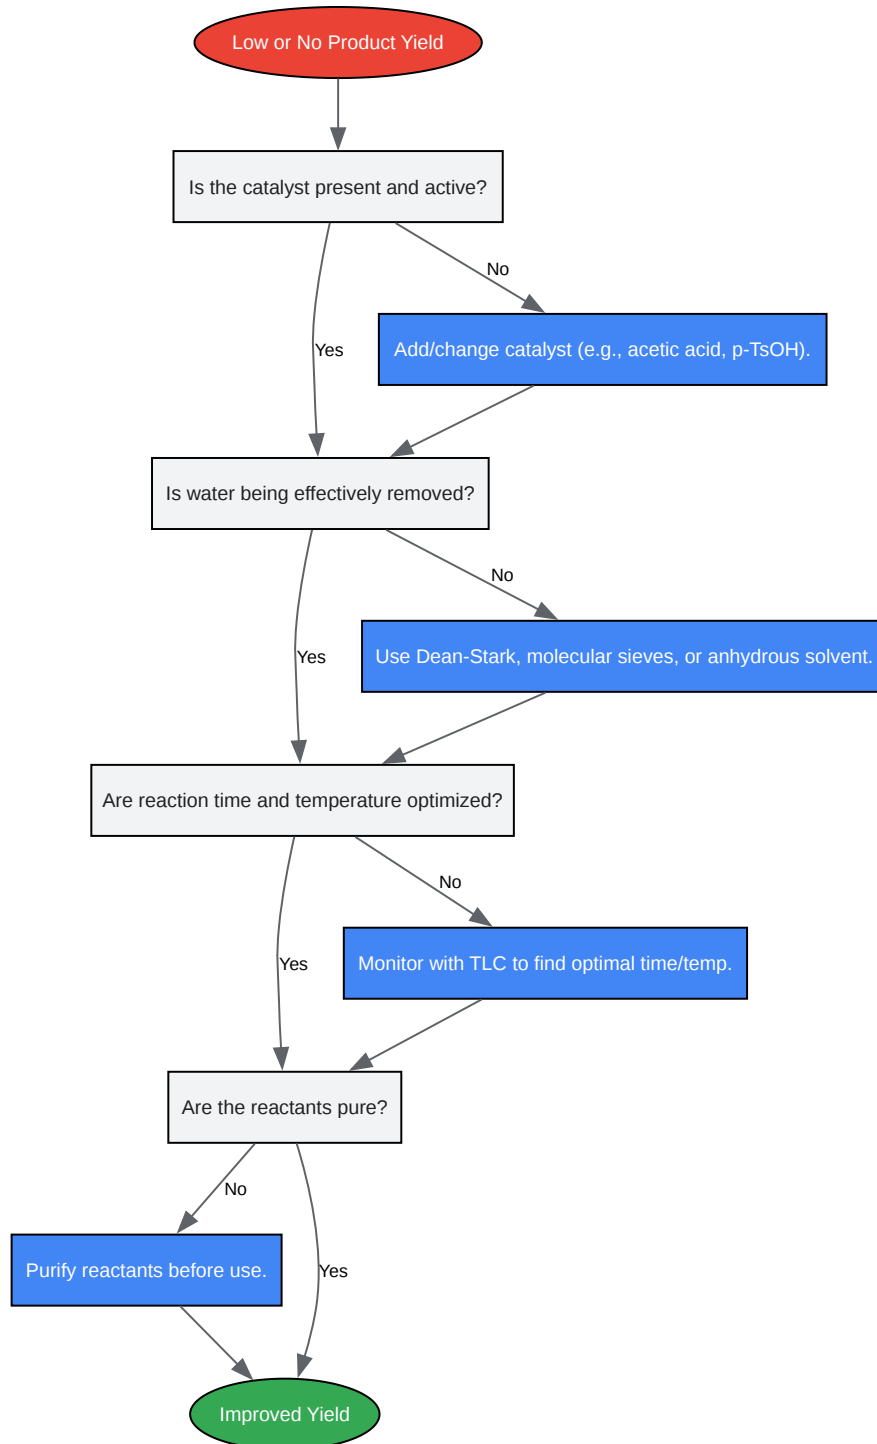 Low or No Product Yield
Is the catalyst present and active?
No
Yes
Add/change catalyst (e.g., acetic acid, p-TsOH).
Is water being effectively removed?
No
Yes
Use Dean-Stark, molecular sieves, or anhydrous solvent.
Are reaction time and temperature optimized?
No
Yes
Monitor with TLC to find optimal time/temp.
Are the reactants pure?
No
Purify reactants before use.
Yes
Improved Yield